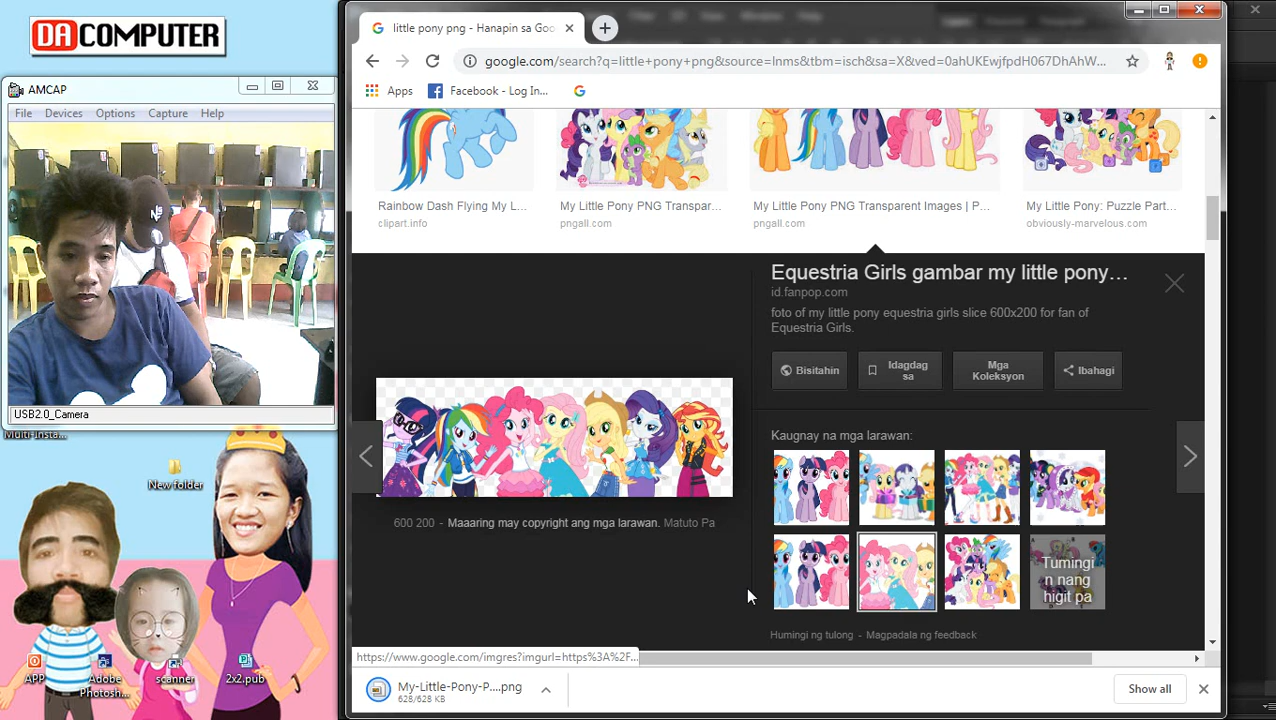 DA COMPUTER
AMCAP
File Devices Options Capture Help
USB2.0_Camera
Multi-Insta...
New folder
APP
Adobe Photosh...
scanner
2x2.pub
little pony png - Hanapin sa Goo
google.com/search?q=little+pony+png&source=lnms&tbm=isch&sa=X&ved=0ahUKEwjfpdH067DhAhW...
Apps
Facebook - Log In...
Rainbow Dash Flying My L...
clipart.info
My Little Pony PNG Transpar...
pngall.com
My Little Pony PNG Transparent Images | P...
pngall.com
My Little Pony: Puzzle Part...
obviously-marvelous.com
Equestria Girls gambar my little pony...
id.fanpop.com
foto of my little pony equestria girls slice 600x200 for fan of
Equestria Girls.
Bisitahin
Idagdag
sa
Mga
Koleksyon
Ibahagi
Kaugnay na mga larawan:
600 200 - Maaaring may copyright ang mga larawan. Matuto Pa
Tumingi
n nang
higit pa
Humingi ng tulong - Magpadala ng feedback
https://www.google.com/imgres?imgurl=https%3A%2F...
My-Little-Pony-P....png
628/628 KB
Show all